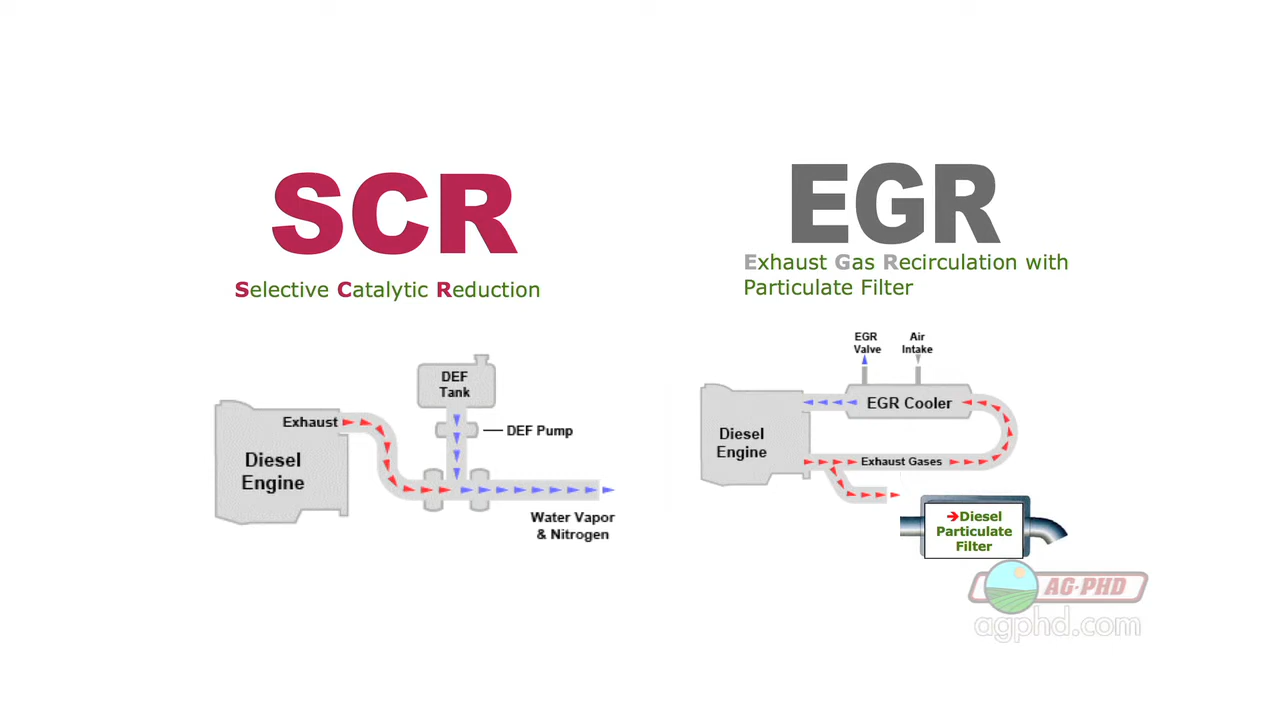 SCR
Selective Catalytic Reduction
DEF
Tank
Exhaust
DEF Pump
Diesel
Engine
Water Vapor
& Nitrogen
EGR
Exhaust Gas Recirculation with
Particulate Filter
EGR
Valve
Air
Intake
EGR Cooler
Diesel
Engine
Exhaust Gases
➔Diesel
Particulate
Filter
AG·PHD
agphd.com